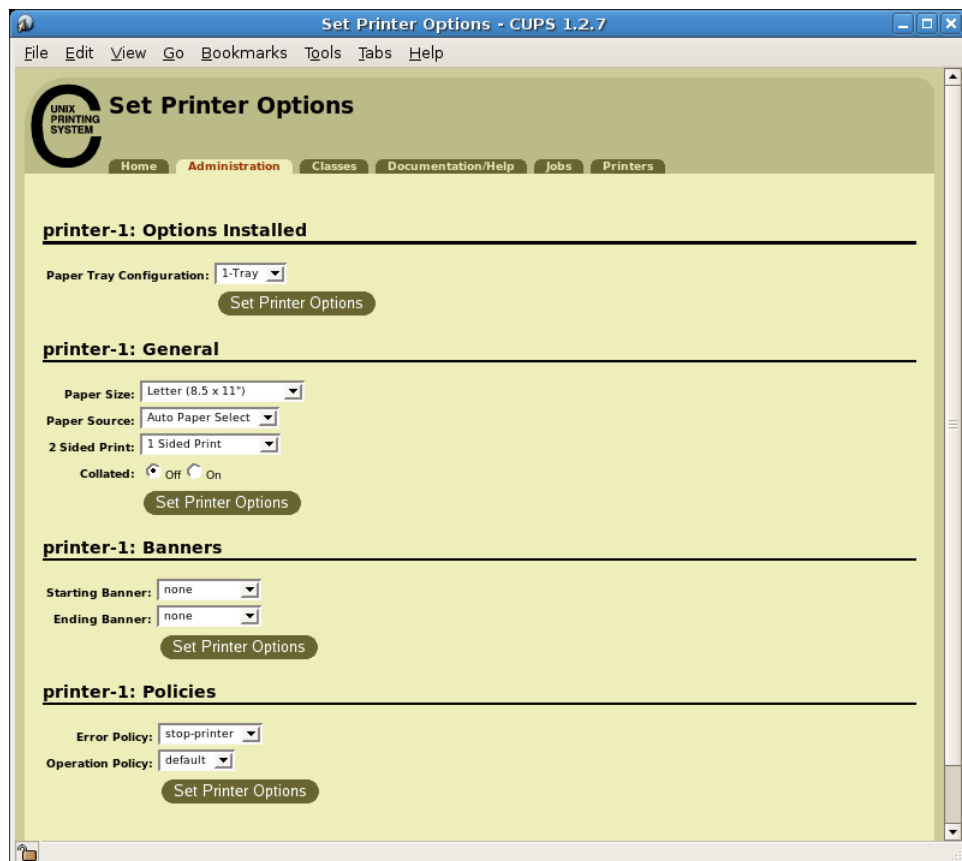 Set Printer Options - CUPS 1.2.7
File Edit View Go Bookmarks Tools Tabs Help
UNIX
PRINTING
SYSTEM
Set Printer Options
Home Administration Classes Documentation/Help Jobs Printers
printer-1: Options Installed
Paper Tray Configuration: 1-Tray
Set Printer Options
printer-1: General
Paper Size: Letter (8.5 x 11")
Paper Source: Auto Paper Select
2 Sided Print: 1 Sided Print
Collated: Off On
Set Printer Options
printer-1: Banners
Starting Banner: none
Ending Banner: none
Set Printer Options
printer-1: Policies
Error Policy: stop-printer
Operation Policy: default
Set Printer Options